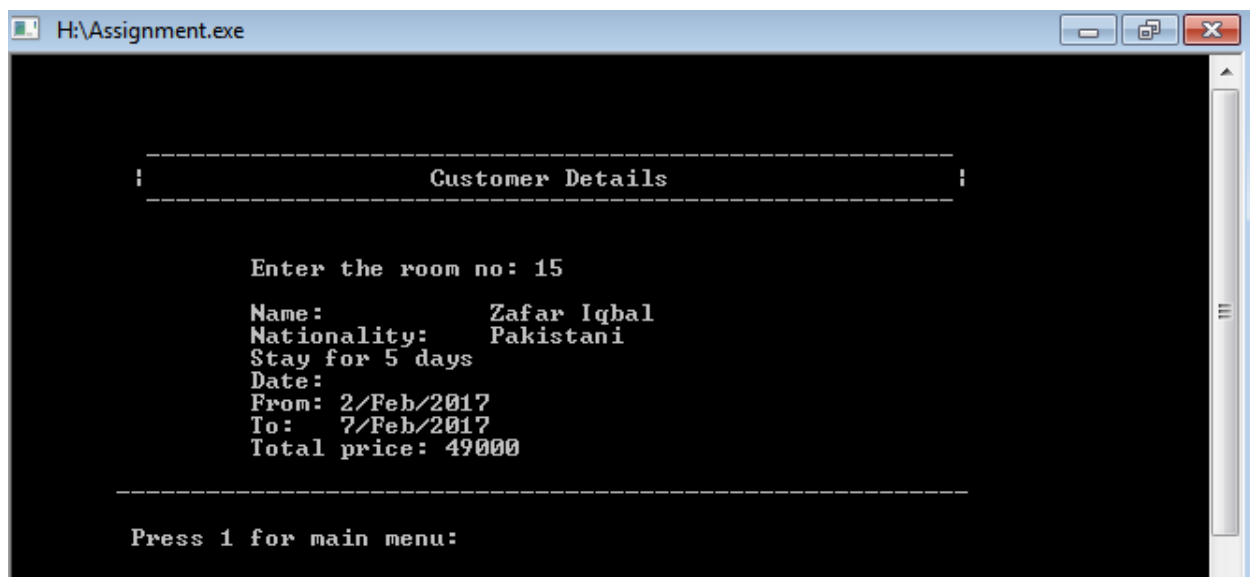 H:\Assignment.exe
Customer Details
Enter the room no: 15
Name: Zafar Iqbal
Nationality: Pakistani
Stay for 5 days
Date:
From: 2/Feb/2017
To: 7/Feb/2017
Total price: 49000
Press 1 for main menu: